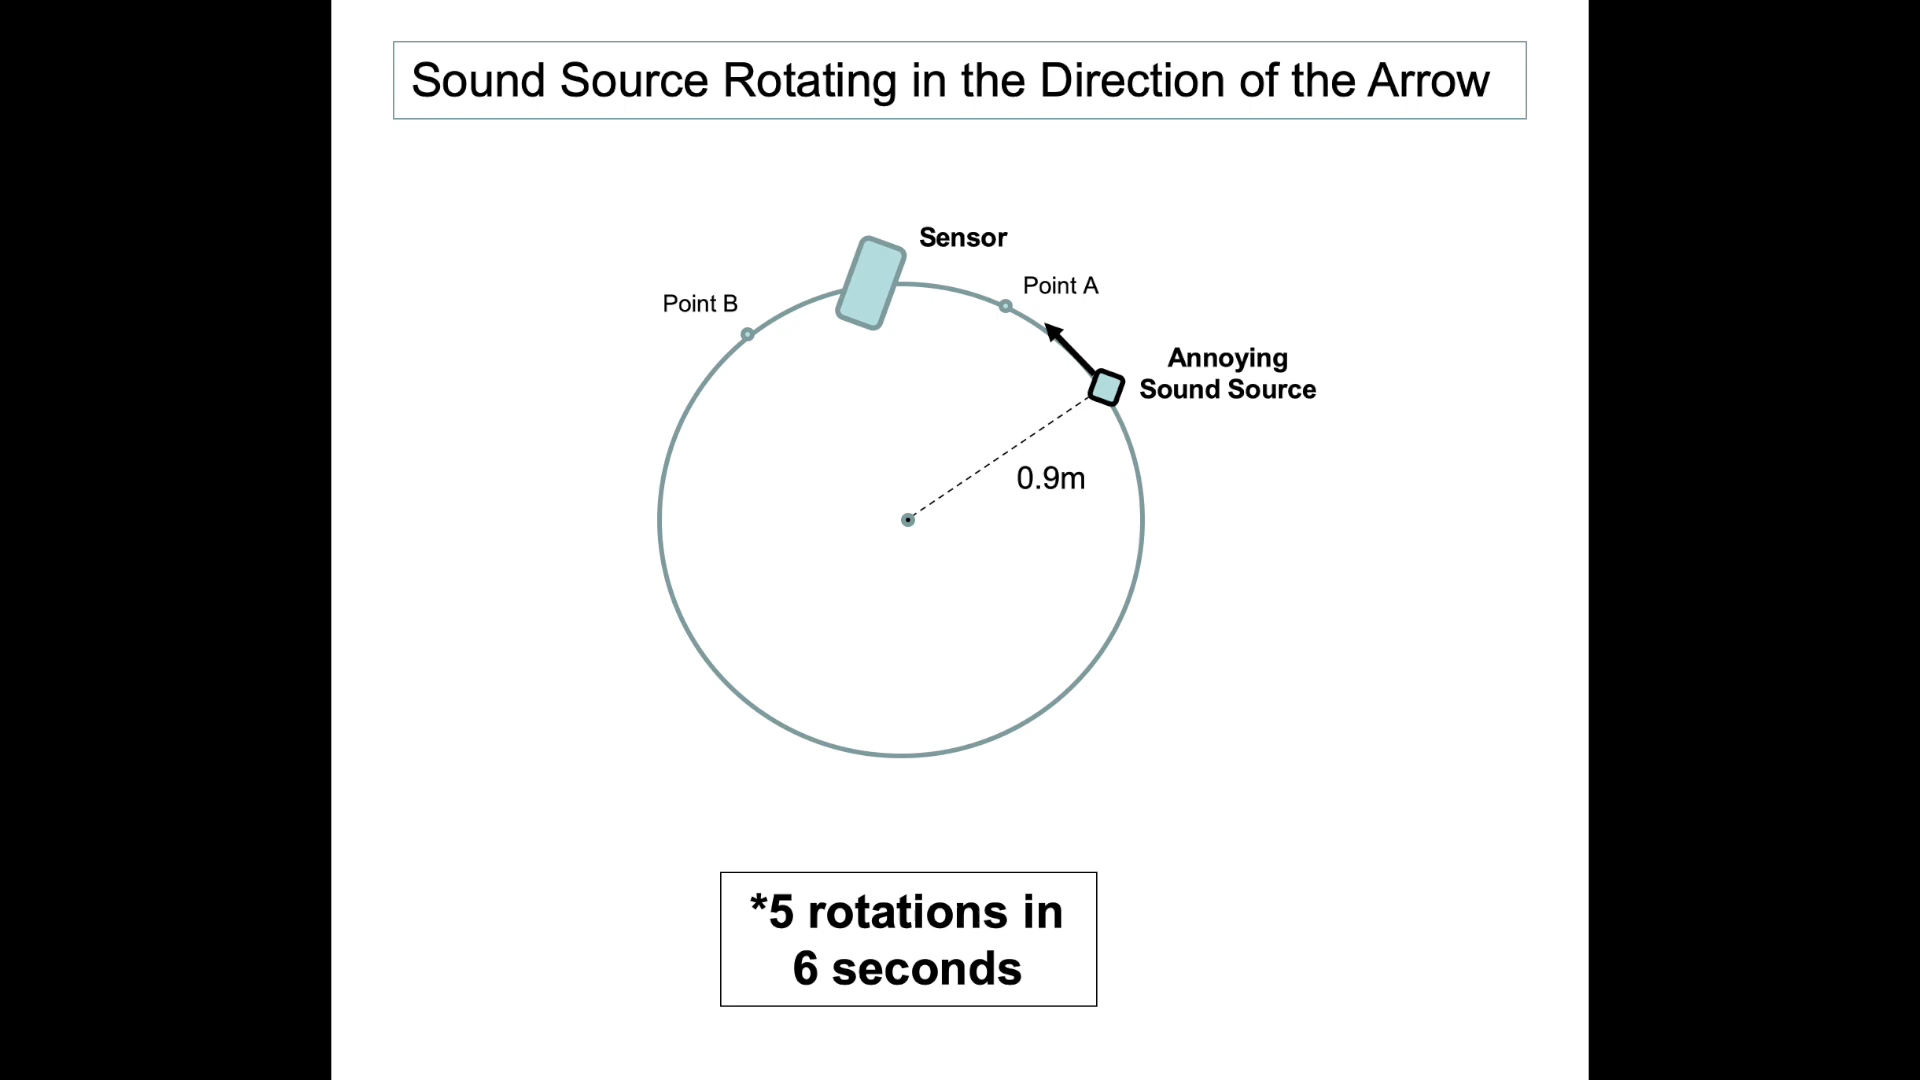 Sound Source Rotating in the Direction of the Arrow
Sensor
Point A
Point B
Annoying
Sound Source
0.9m
*5 rotations in
6 seconds